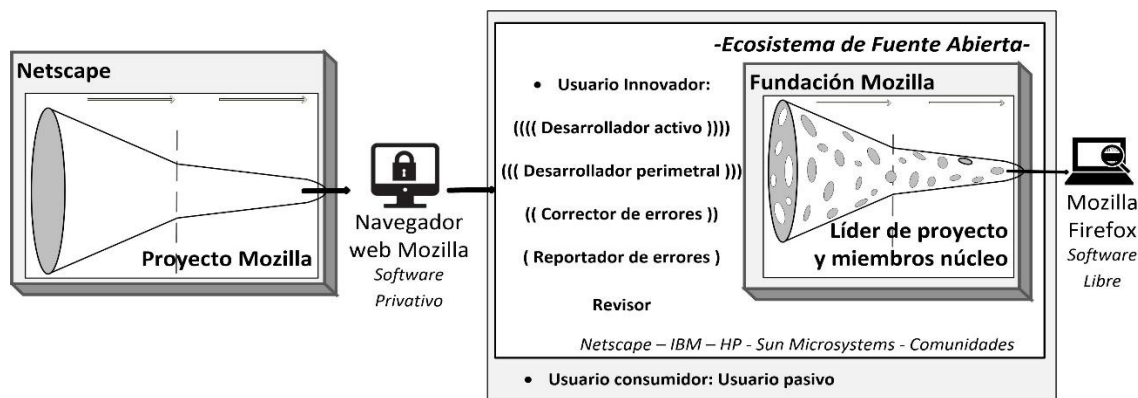 Netscape
Proyecto Mozilla
Navegador
web Mozilla
Software
Privativo
-Ecosistema de Fuente Abierta-
• Usuario Innovador:
(((( Desarrollador activo ))))
((( Desarrollador perimetral )))
(( Corrector de errores ))
( Reportador de errores )
Revisor
Fundación Mozilla
Líder de proyecto
y miembros núcleo
Netscape – IBM – HP - Sun Microsystems - Comunidades
• Usuario consumidor: Usuario pasivo
Mozilla
Firefox
Software
Libre